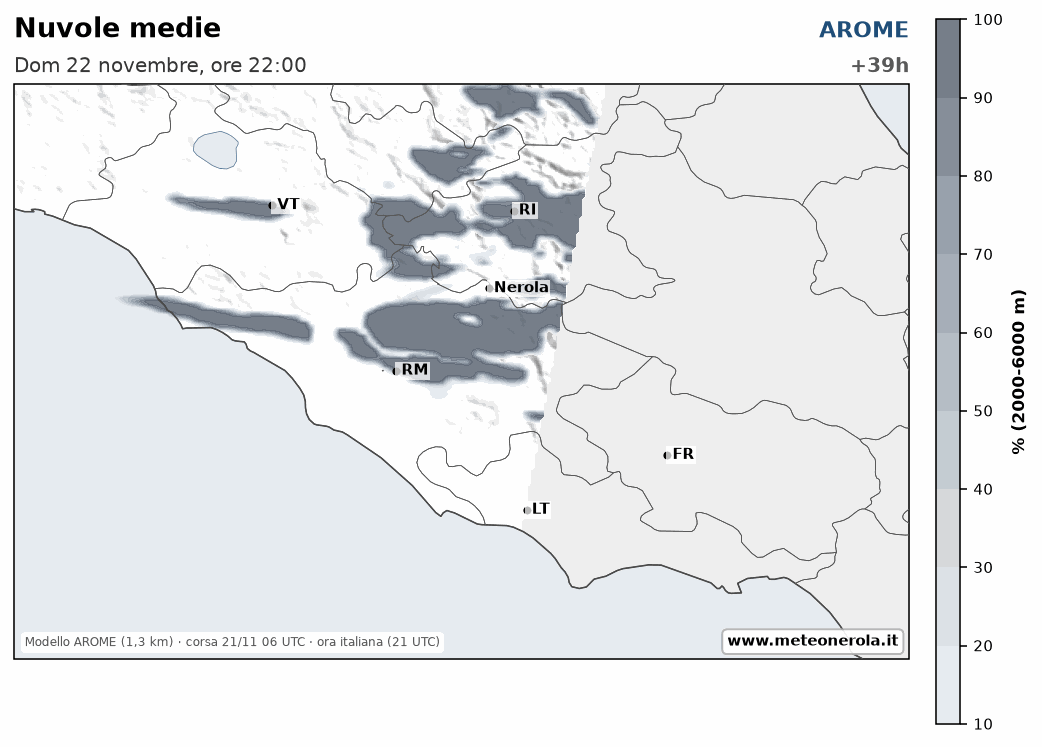 Nuvole medie
AROME
Dom 22 novembre, ore 22:00
+39h
VT
RI
Nerola
RM
FR
LT
Modello AROME (1,3 km) · corsa 21/11 06 UTC · ora italiana (21 UTC)
www.meteonerola.it
100
90
80
70
60
50
40
30
20
10
% (2000-6000 m)